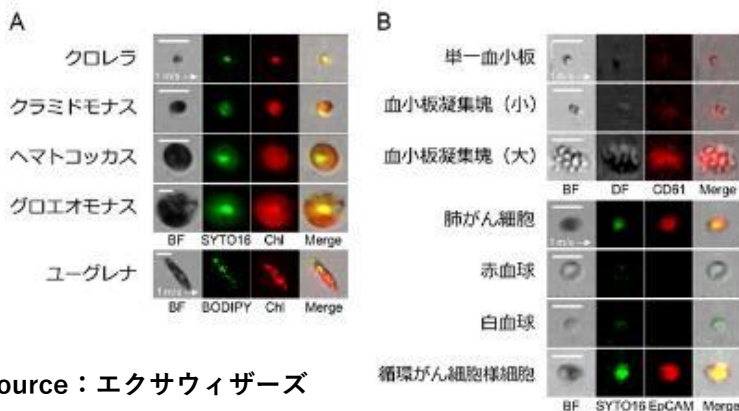 A
クロレラ
1 m/s→
クラミドモナス
ヘマトコッカス
グロエオモナス
BF SYTO16 Chl Merge
ユーグレナ
1 m/s→
BF BODIPY Chl Merge
B
単一血小板
1 m/s→
血小板凝集塊（小）
血小板凝集塊（大）
BF DF CD61 Merge
肺がん細胞
1 m/s→
赤血球
白血球
循環がん細胞様細胞
BF SYTO16 EpCAM Merge
ource：エクサウィザーズ